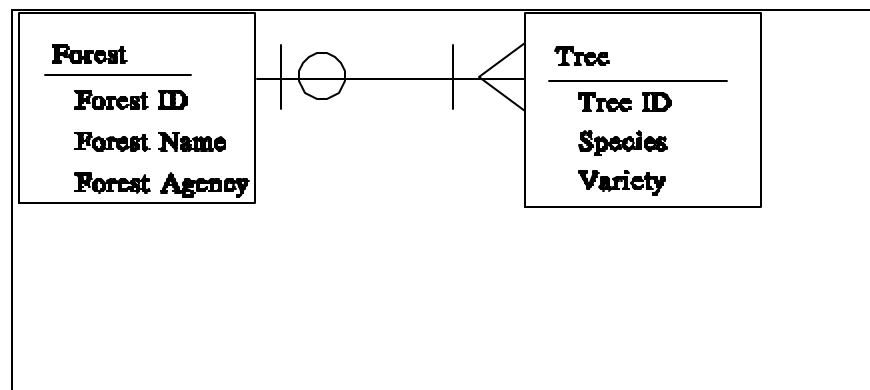 Forest
Forest ID
Forest Name
Forest Agency
Tree
Tree ID
Species
Variety